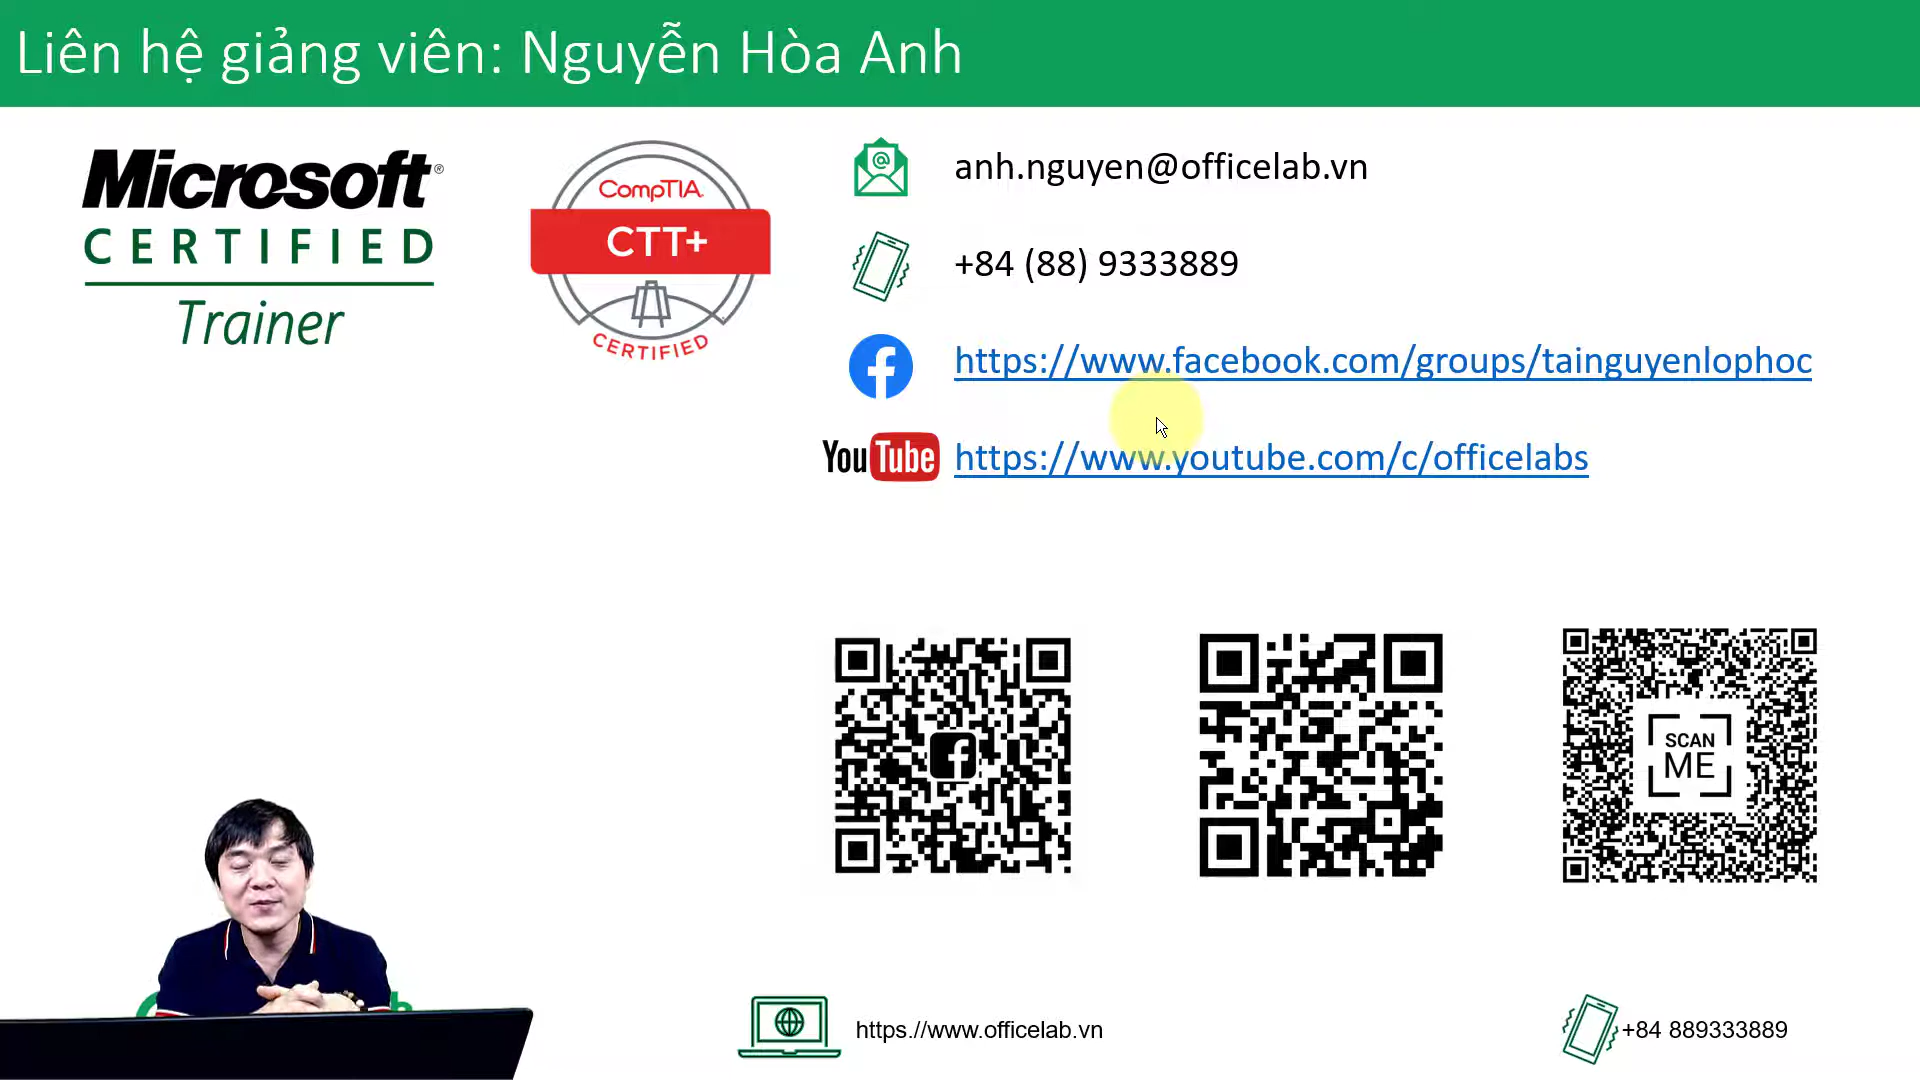 Liên hệ giảng viên: Nguyễn Hòa Anh
Microsoft®
CERTIFIED
Trainer
CompTIA.
CTT+
CERTIFIED
anh.nguyen@officelab.vn
+84 (88) 9333889
https://www.facebook.com/groups/tainguyenlophoc
YouTube
https://www.youtube.com/c/officelabs
SCAN
ME
https.//www.officelab.vn
+84 889333889